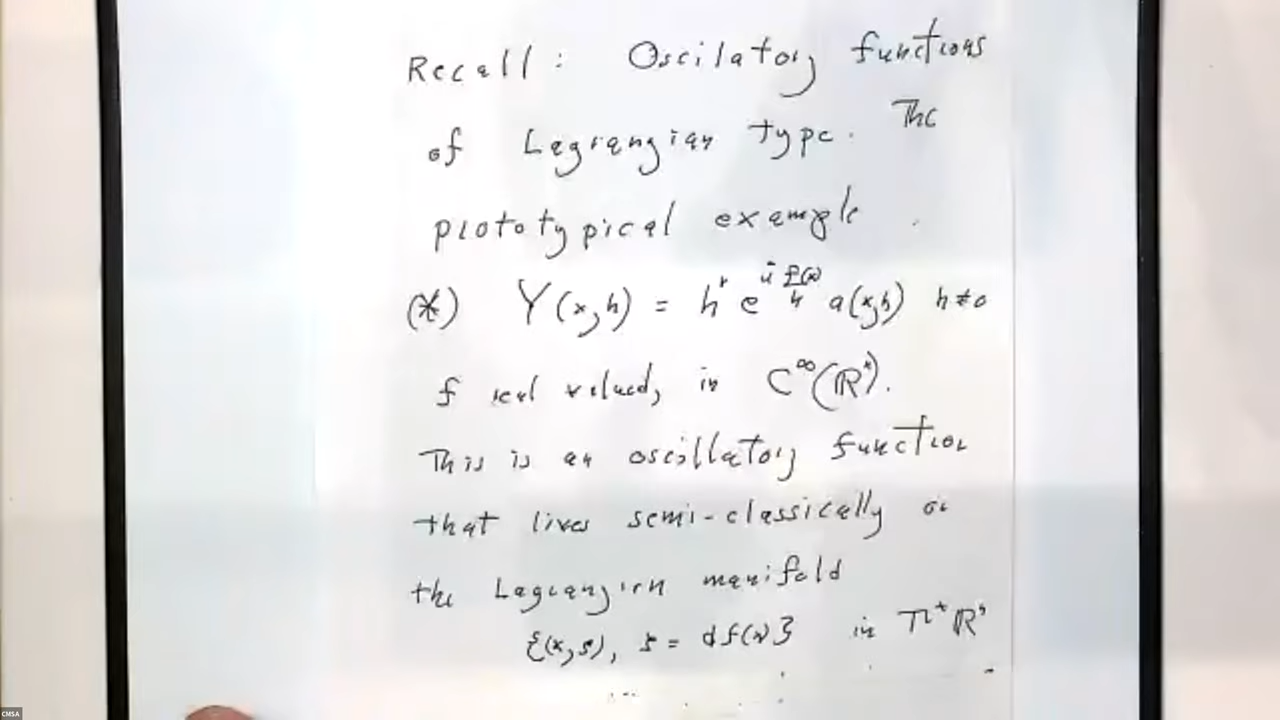 Recall: Oscilatory functions
of Lagrangian type. The
prototypical example
(*) Υ(x,h) = h^r e^{i f(x)/h} a(x,h) h≠0
f real valued, in C^∞(ℝ^n).
This is an oscillatory function
that lives semi-classically on
the Lagrangian manifold
{(x,ξ), ξ = df(x)} in T*ℝ^n
...
CMSA